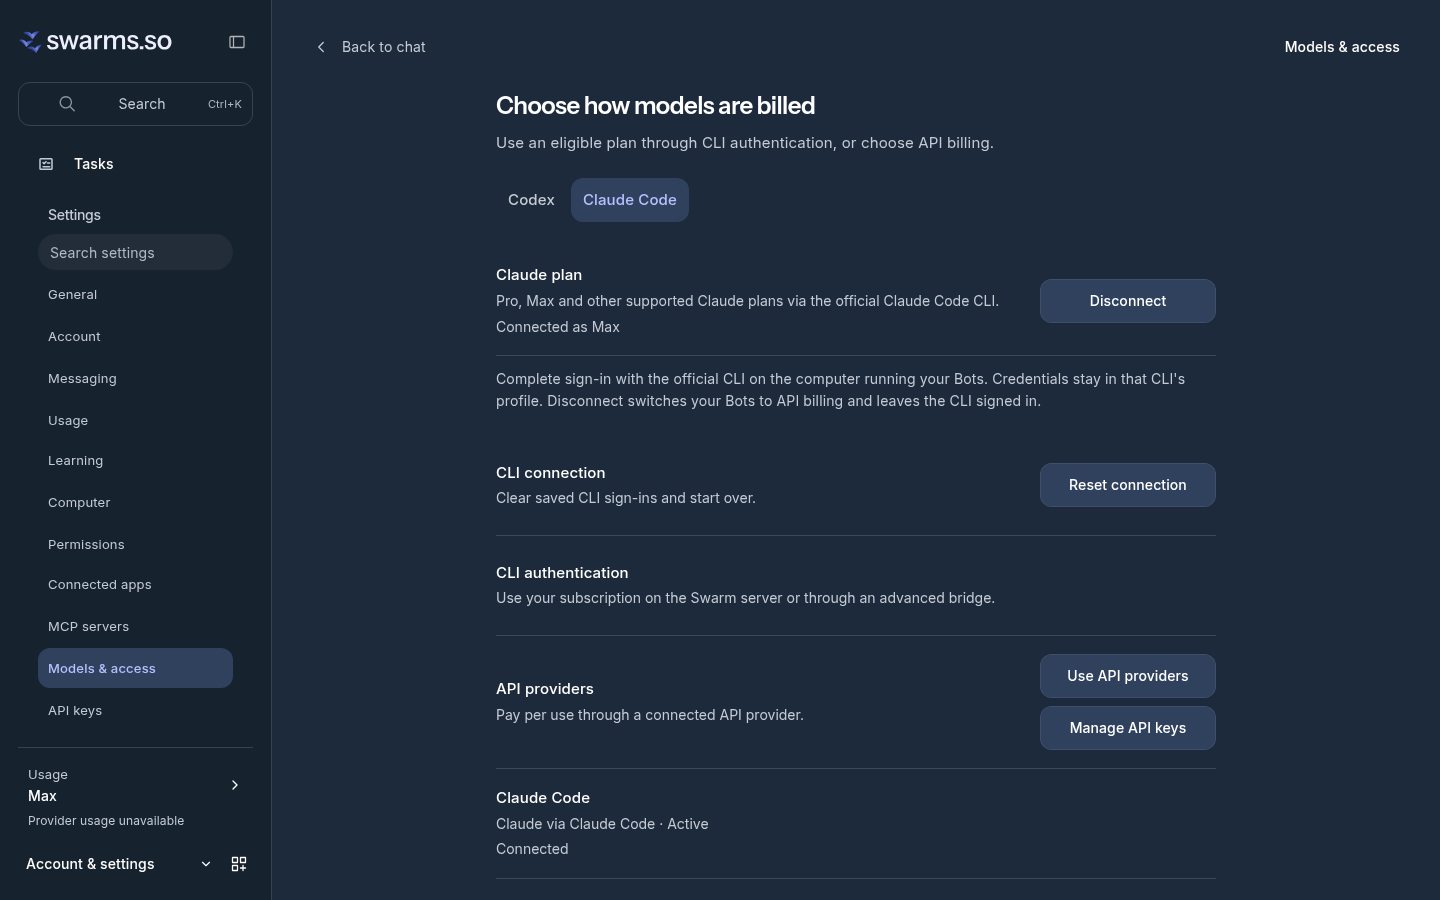 swarms.so
Search
Ctrl+K
Tasks
Settings
Search settings
General
Account
Messaging
Usage
Learning
Computer
Permissions
Connected apps
MCP servers
Models & access
API keys
Usage
Max
Provider usage unavailable
Account & settings
Back to chat
Models & access
Choose how models are billed
Use an eligible plan through CLI authentication, or choose API billing.
Codex
Claude Code
Claude plan
Pro, Max and other supported Claude plans via the official Claude Code CLI.
Connected as Max
Disconnect
Complete sign-in with the official CLI on the computer running your Bots. Credentials stay in that CLI's
profile. Disconnect switches your Bots to API billing and leaves the CLI signed in.
CLI connection
Clear saved CLI sign-ins and start over.
Reset connection
CLI authentication
Use your subscription on the Swarm server or through an advanced bridge.
API providers
Pay per use through a connected API provider.
Use API providers
Manage API keys
Claude Code
Claude via Claude Code · Active
Connected